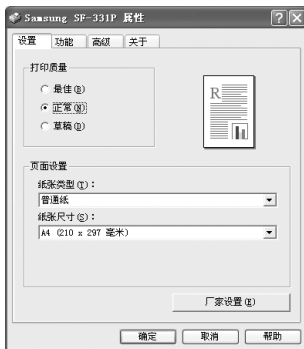 Samsung SF-331P 属性
设置 功能 高级 关于
打印质量
最佳(B)
正常(N)
草稿(D)
R
页面设置
纸张类型(T):
普通纸
纸张尺寸(S):
A4 (210 x 297 毫米)
厂家设置(E)
确定 取消 帮助